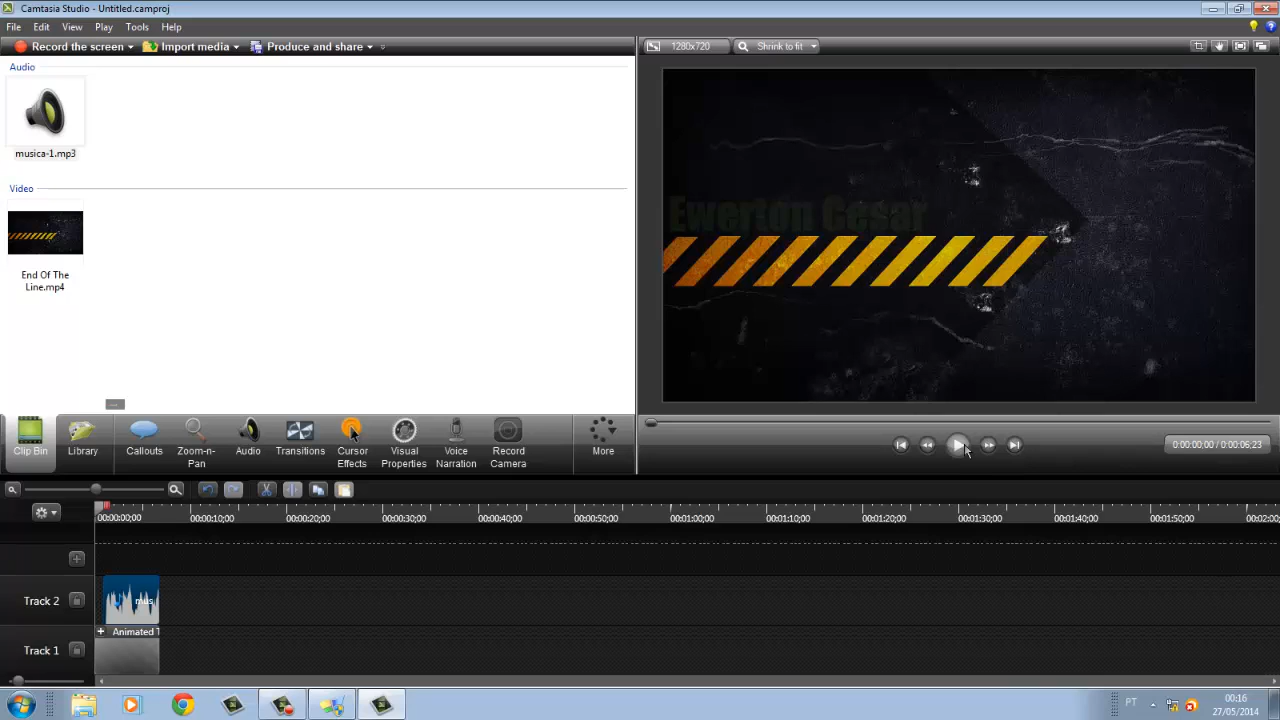 Camtasia Studio - Untitled.camproj
File Edit View Play Tools Help
Record the screen Import media Produce and share
1280x720 Shrink to fit
Audio
musica-1.mp3
Video
End Of The
Line.mp4
Ewerton Cesar
Clip Bin
Library
Callouts
Zoom-n-
Pan
Audio
Transitions
Cursor
Effects
Visual
Properties
Voice
Narration
Record
Camera
More
0:00:00;00 / 0:00:06;23
00:00:00;00 00:00:10;00 00:00:20;00 00:00:30;00 00:00:40;00 00:00:50;00 00:01:00;00 00:01:10;00 00:01:20;00 00:01:30;00 00:01:40;00 00:01:50;00 00:02:0
Track 2
mus
Animated T
Track 1
PT
00:16
27/05/2014